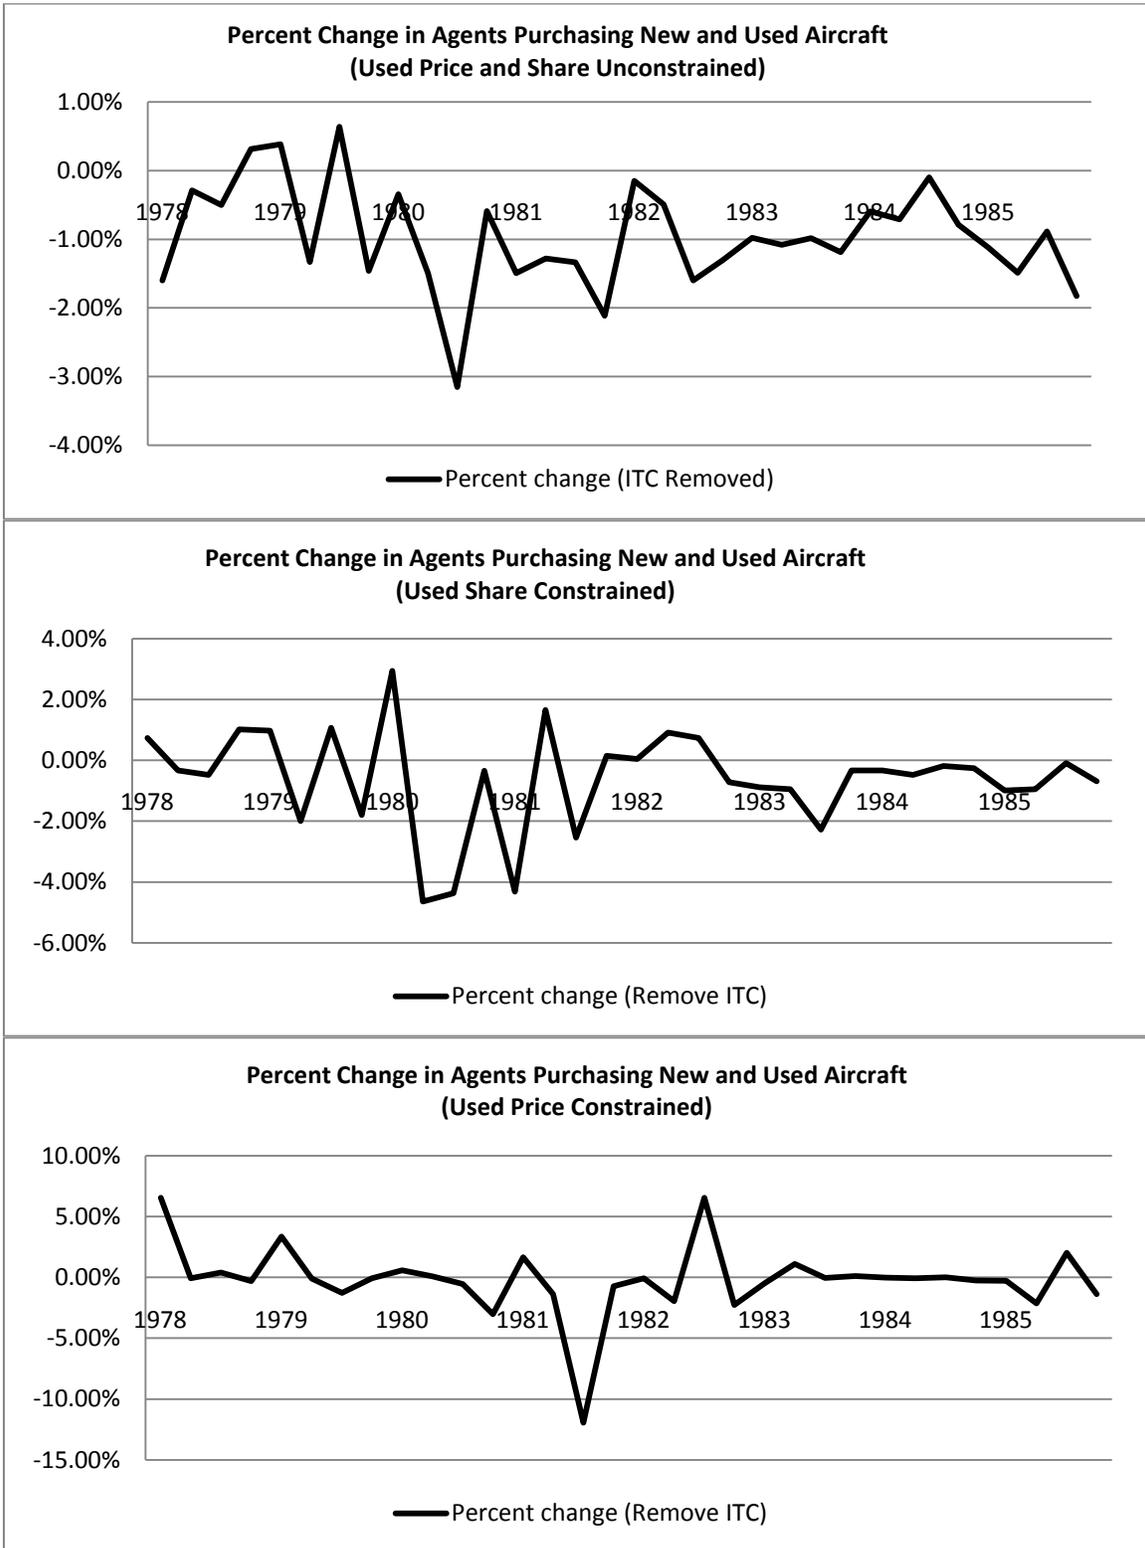 Percent Change in Agents Purchasing New and Used Aircraft
(Used Price and Share Unconstrained)
1.00%
0.00%
1978 1979 1980 1981 1982 1983 1984 1985
-1.00%
-2.00%
-3.00%
-4.00%
Percent change (ITC Removed)
Percent Change in Agents Purchasing New and Used Aircraft
(Used Share Constrained)
4.00%
2.00%
0.00%
1978 1979 1980 1981 1982 1983 1984 1985
-2.00%
-4.00%
-6.00%
Percent change (Remove ITC)
Percent Change in Agents Purchasing New and Used Aircraft
(Used Price Constrained)
10.00%
5.00%
0.00%
1978 1979 1980 1981 1982 1983 1984 1985
-5.00%
-10.00%
-15.00%
Percent change (Remove ITC)